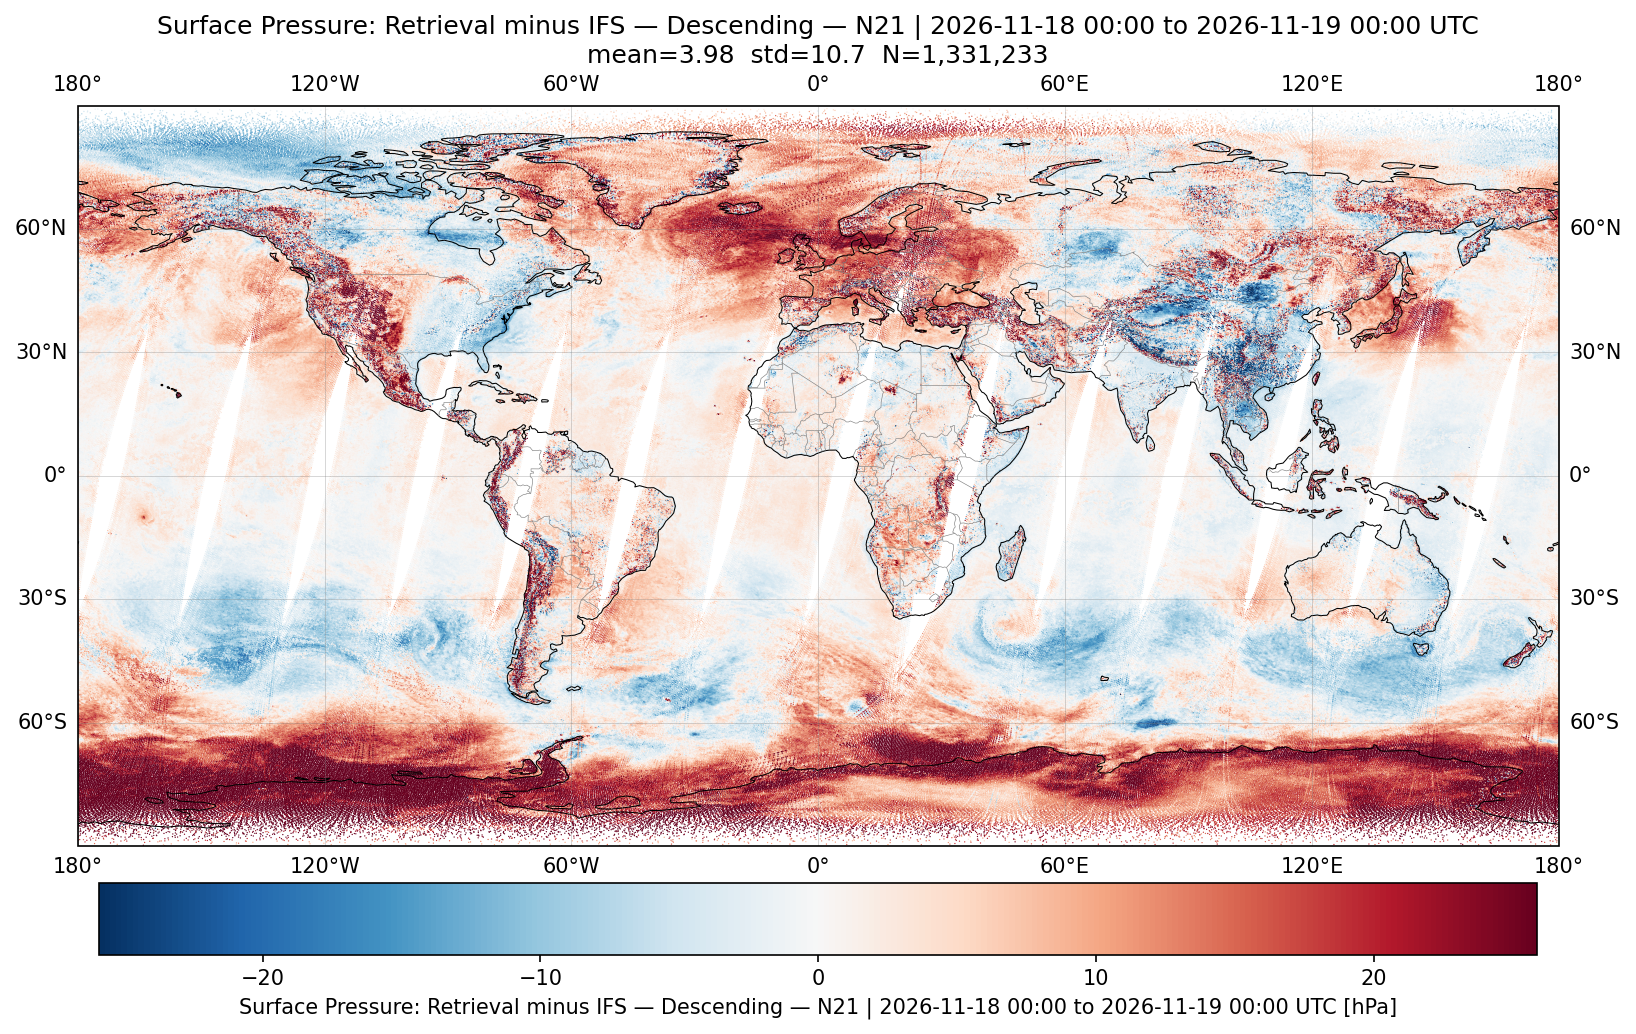 Surface Pressure: Retrieval minus IFS — Descending — N21 | 2026-11-18 00:00 to 2026-11-19 00:00 UTC
mean=3.98  std=10.7  N=1,331,233
180° 120°W 60°W 0° 60°E 120°E 180°
60°N 60°N
30°N 30°N
0° 0°
30°S 30°S
60°S 60°S
180° 120°W 60°W 0° 60°E 120°E 180°
−20 −10 0 10 20
Surface Pressure: Retrieval minus IFS — Descending — N21 | 2026-11-18 00:00 to 2026-11-19 00:00 UTC [hPa]